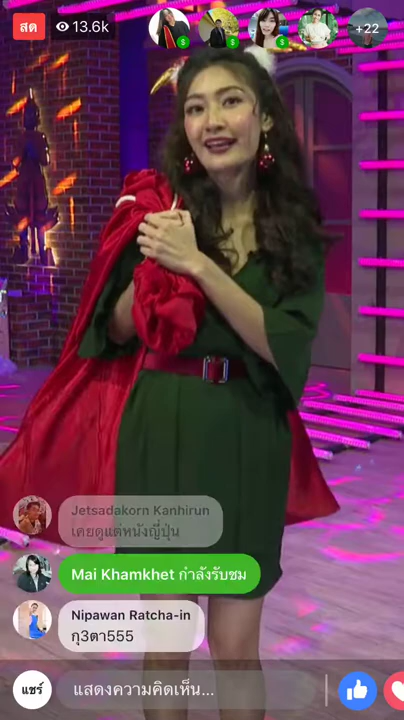 สด 13.6k
+22
Jetsadakorn Kanhirun
เคยดูแต่หนังญี่ปุ่น
Mai Khamkhet กำลังรับชม
Nipawan Ratcha-in
กุ3ตา555
แชร์ แสดงความคิดเห็น...